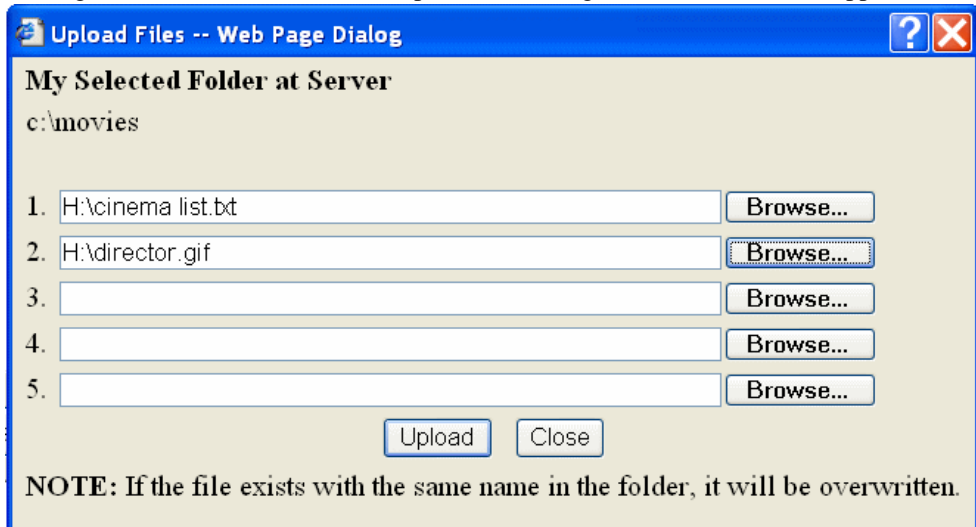 Upload Files -- Web Page Dialog
My Selected Folder at Server
c:\movies
1. H:\cinema list.txt Browse...
2. H:\director.gif Browse...
3. Browse...
4. Browse...
5. Browse...
Upload Close
NOTE: If the file exists with the same name in the folder, it will be overwritten.